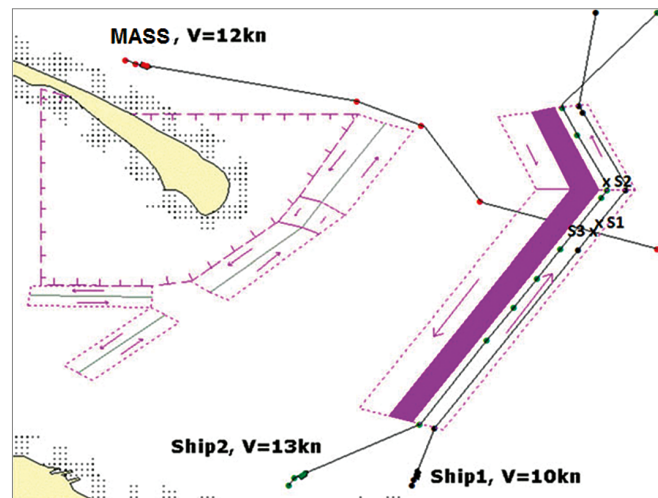 MASS, V=12kn
S2
S1
S3
Ship2, V=13kn
Ship1, V=10kn